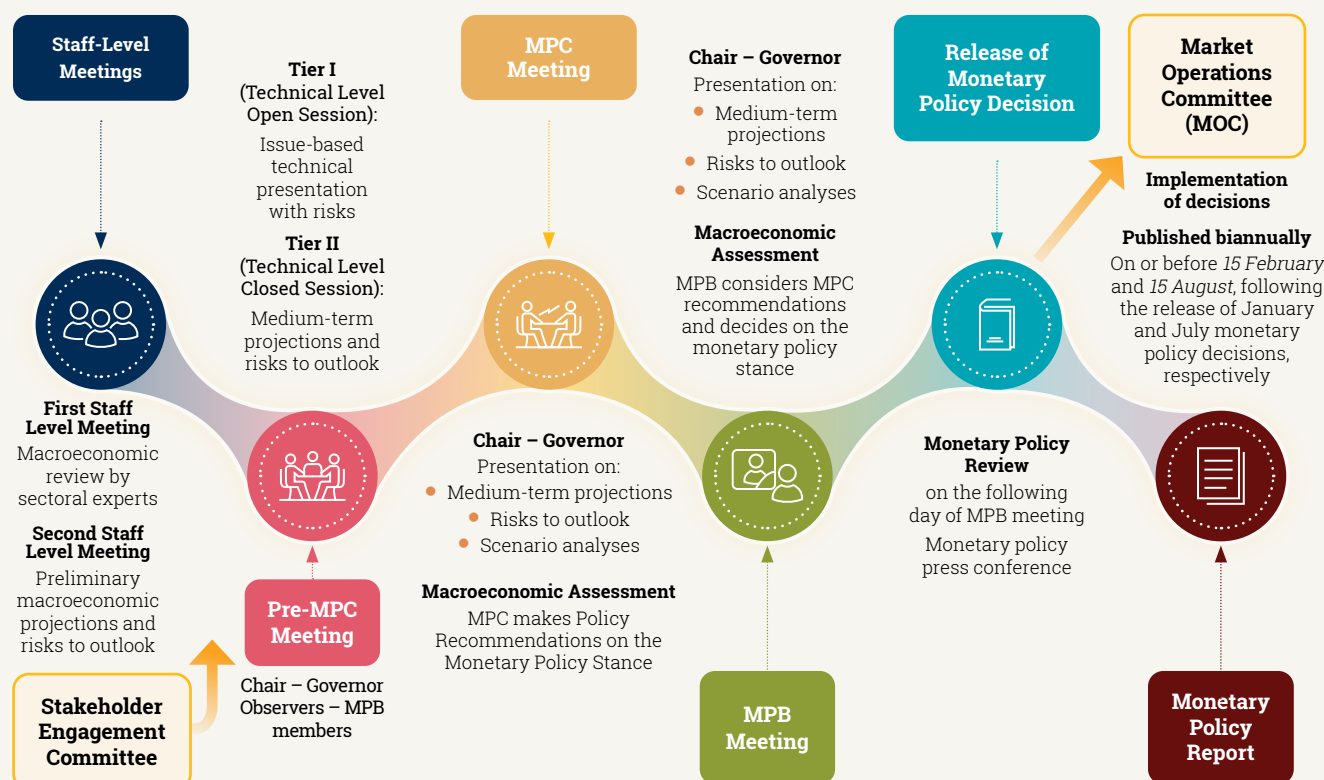 Staff-Level
Meetings
First Staff
Level Meeting
Macroeconomic
review by
sectoral experts
Second Staff
Level Meeting
Preliminary
macroeconomic
projections and
risks to outlook
Stakeholder
Engagement
Committee
Tier I
(Technical Level
Open Session):
Issue-based
technical
presentation
with risks
Tier II
(Technical Level
Closed Session):
Medium-term
projections and
risks to outlook
Pre-MPC
Meeting
Chair – Governor
Observers – MPB
members
MPC
Meeting
Chair – Governor
Presentation on:
• Medium-term projections
• Risks to outlook
• Scenario analyses
Macroeconomic Assessment
MPC makes Policy
Recommendations on the
Monetary Policy Stance
Chair – Governor
Presentation on:
• Medium-term
projections
• Risks to outlook
• Scenario analyses
Macroeconomic
Assessment
MPB considers MPC
recommendations
and decides on the
monetary policy
stance
MPB
Meeting
Release of
Monetary
Policy Decision
Monetary Policy
Review
on the following
day of MPB meeting
Monetary policy
press conference
Market
Operations
Committee
(MOC)
Implementation
of decisions
Published biannually
On or before 15 February
and 15 August, following
the release of January
and July monetary
policy decisions,
respectively
Monetary
Policy
Report